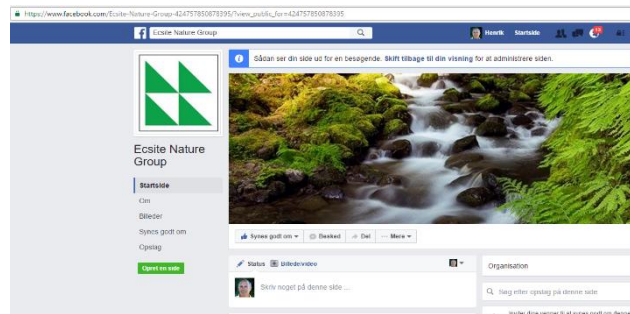 https://www.facebook.com/Ecsite-Nature-Group-424757850878395/?view_public_for=424757850878395
Ecsite Nature Group
Henrik Startside
Sådan ser din side ud for en besøgende. Skift tilbage til din visning for at administrere siden.
Ecsite Nature
Group
Startside
Om
Billeder
Synes godt om
Opslag
Opret en side
Synes godt om Besked Del Mere
Status Billede/video
Skriv noget på denne side ...
Organisation
Søg efter opslag på denne side